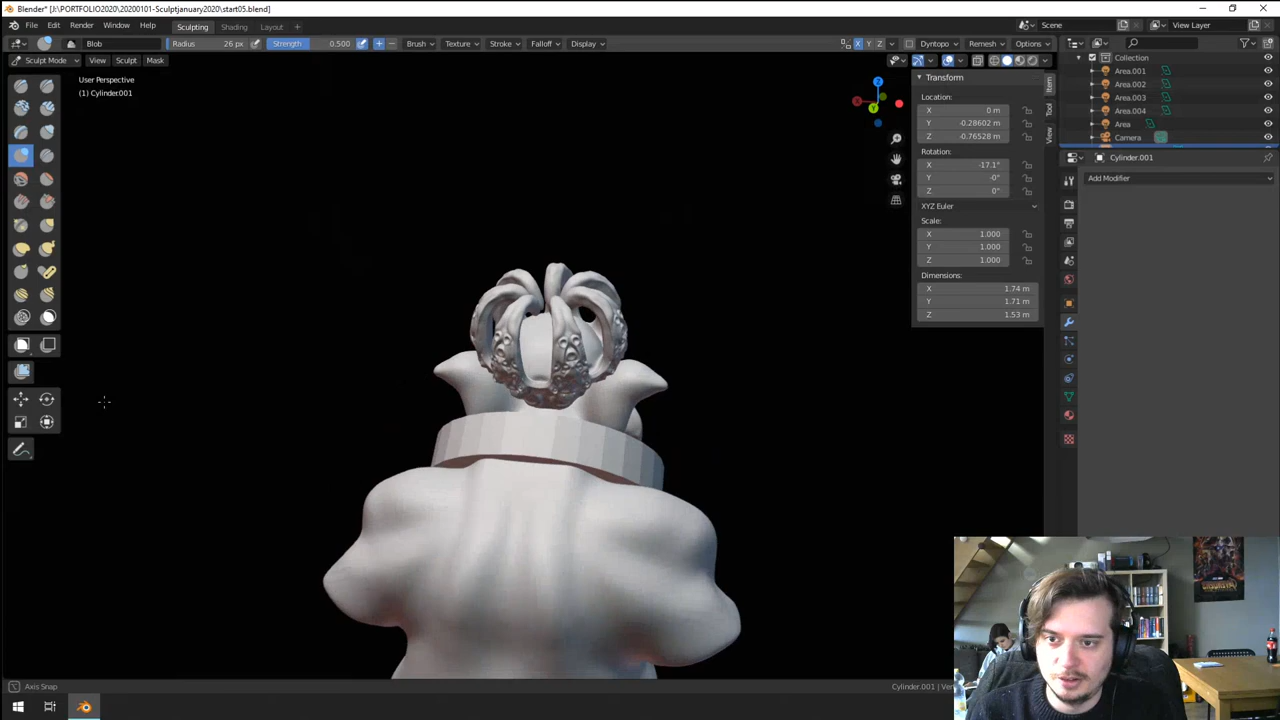 Blender* [J:\PORTFOLIO2020\20200101-Sculptjanuary2020\start05.blend]
File Edit Render Window Help Sculpting Shading Layout + Scene View Layer
Blob Radius 26 px Strength 0.500 Brush Texture Stroke Falloff Display X Y Z Dyntopo Remesh Options
Sculpt Mode View Sculpt Mask
User Perspective
(1) Cylinder.001
Transform
Location:
X 0 m
Y -0.28602 m
Z -0.76528 m
Rotation:
X -17.1°
Y -0°
Z 0°
XYZ Euler
Scale:
X 1.000
Y 1.000
Z 1.000
Dimensions:
X 1.74 m
Y 1.71 m
Z 1.53 m
Item
Tool
View
Collection
Area.001
Area.002
Area.003
Area.004
Area
Camera
Cylinder.001
Add Modifier
Axis Snap
Cylinder.001 | Ver